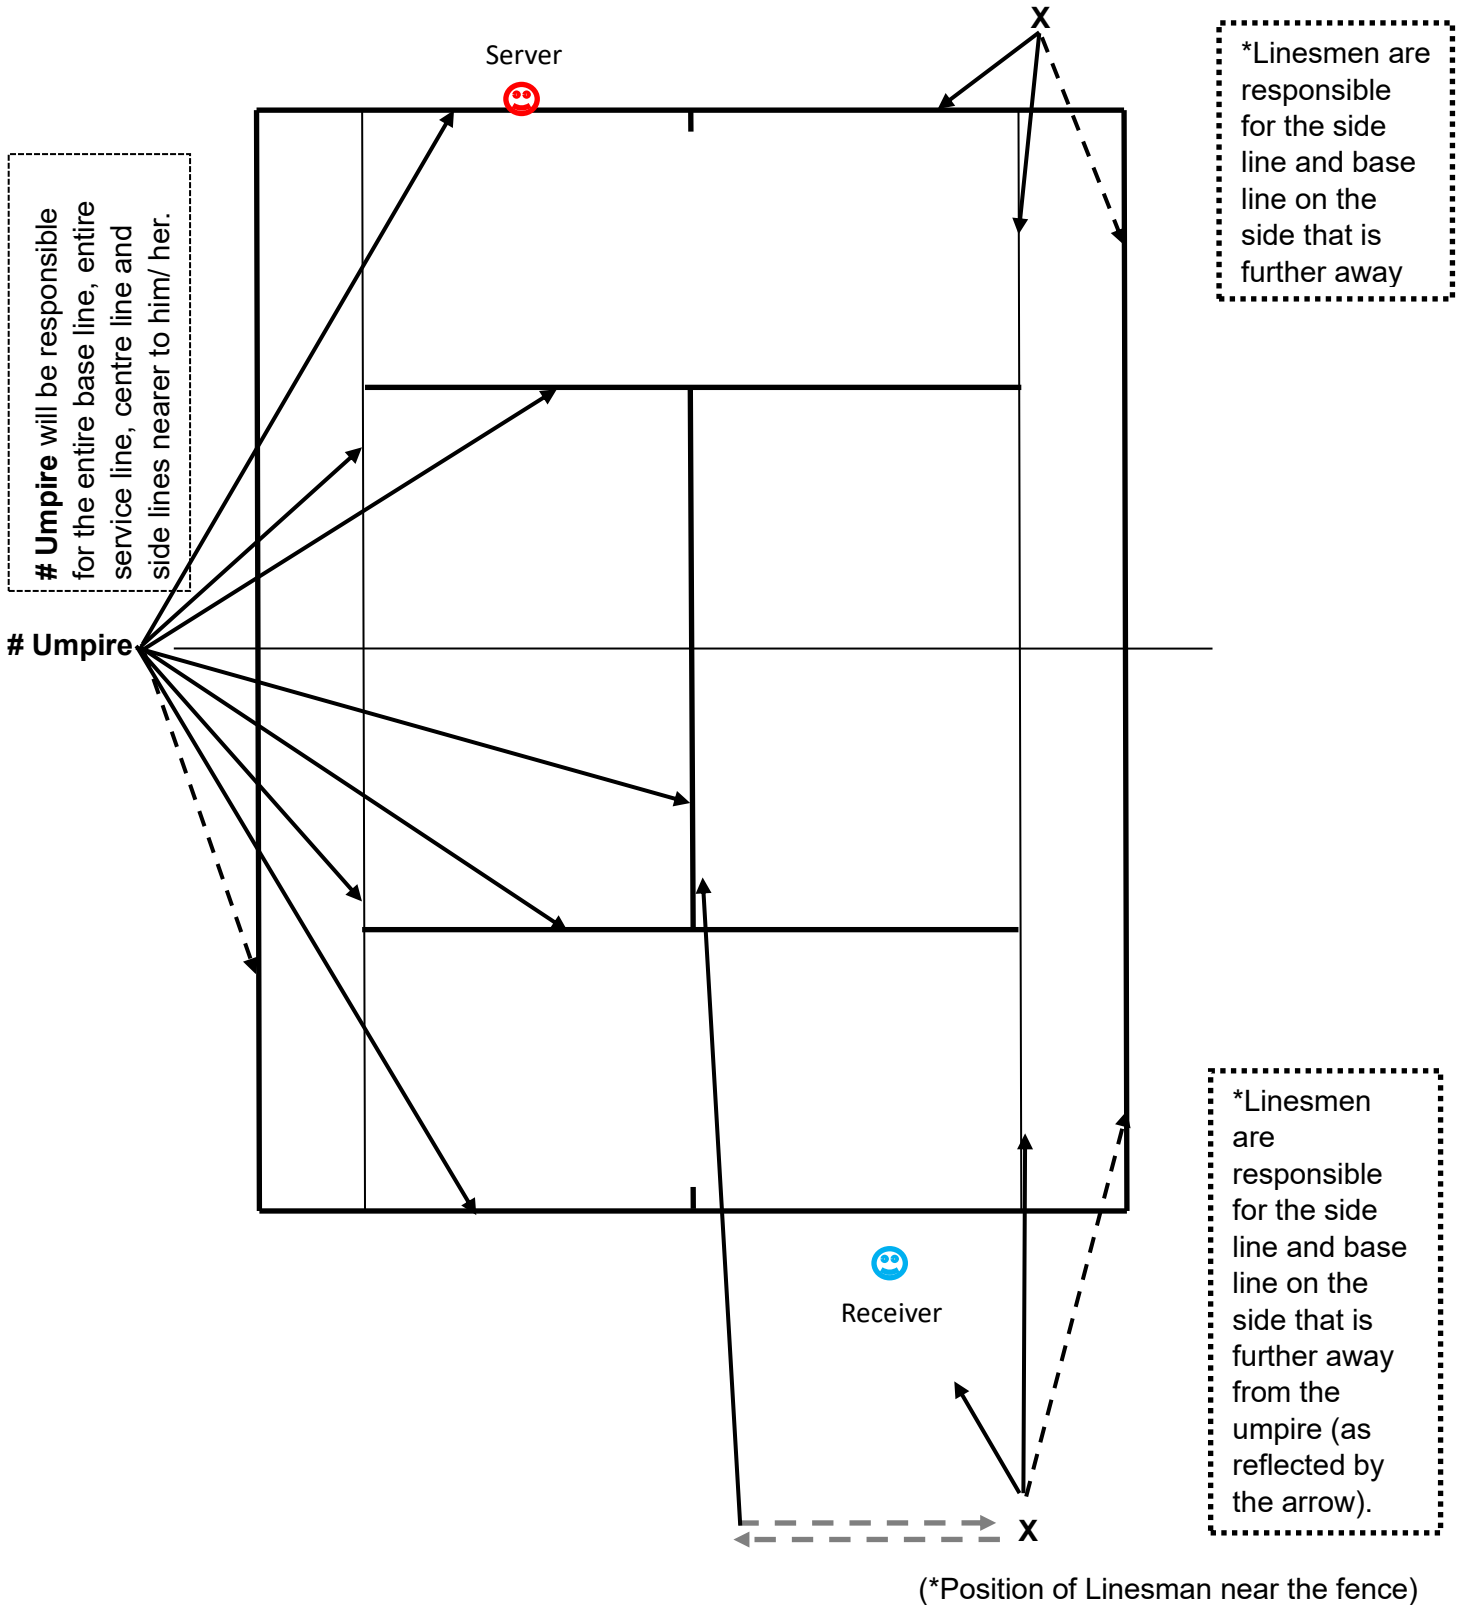 X
Server
*Linesmen are
responsible
for the side
line and base
line on the
side that is
further away
# Umpire will be responsible
for the entire base line, entire
service line, centre line and
side lines nearer to him/ her.
# Umpire
Receiver
*Linesmen
are
responsible
for the side
line and base
line on the
side that is
further away
from the
umpire (as
reflected by
the arrow).
X
(*Position of Linesman near the fence)